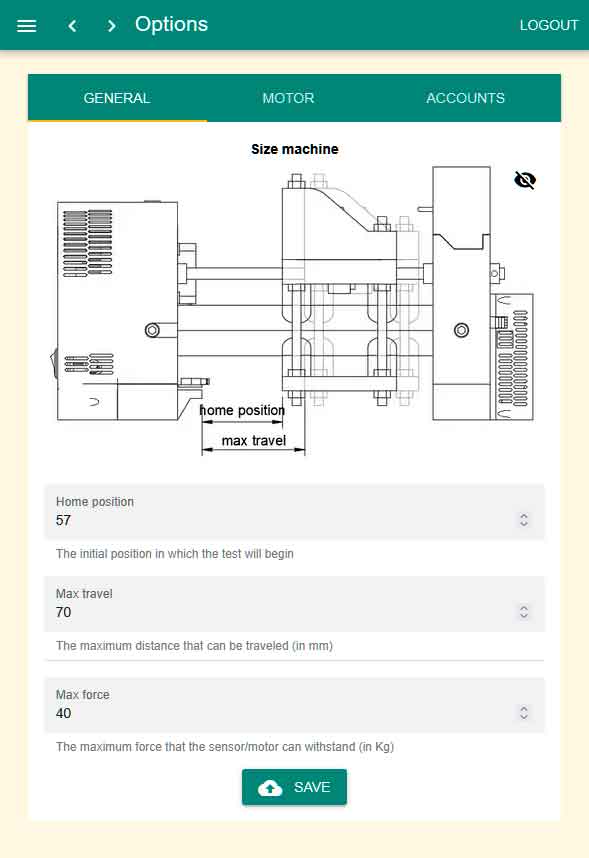 Options
LOGOUT
GENERAL MOTOR ACCOUNTS
Size machine
home position
max travel
Home position
57
The initial position in which the test will begin
Max travel
70
The maximum distance that can be traveled (in mm)
Max force
40
The maximum force that the sensor/motor can withstand (in Kg)
SAVE